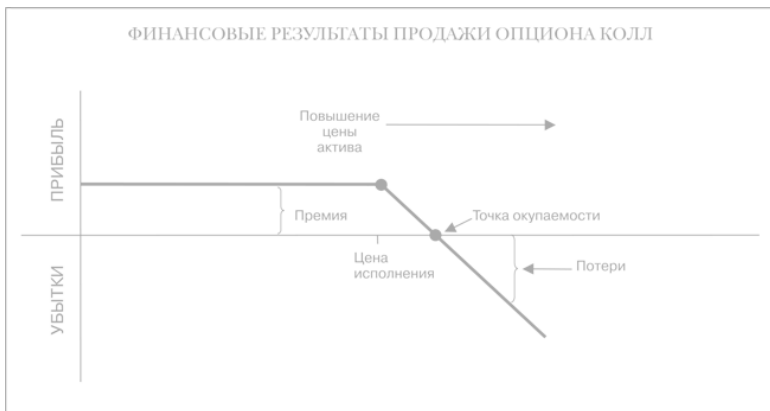 ФИНАНСОВЫЕ РЕЗУЛЬТАТЫ ПРОДАЖИ ОПЦИОНА КОЛЛ
ПРИБЫЛЬ
Повышение
цены
актива
Премия
Точка окупаемости
Цена
исполнения
Потери
УБЫТКИ